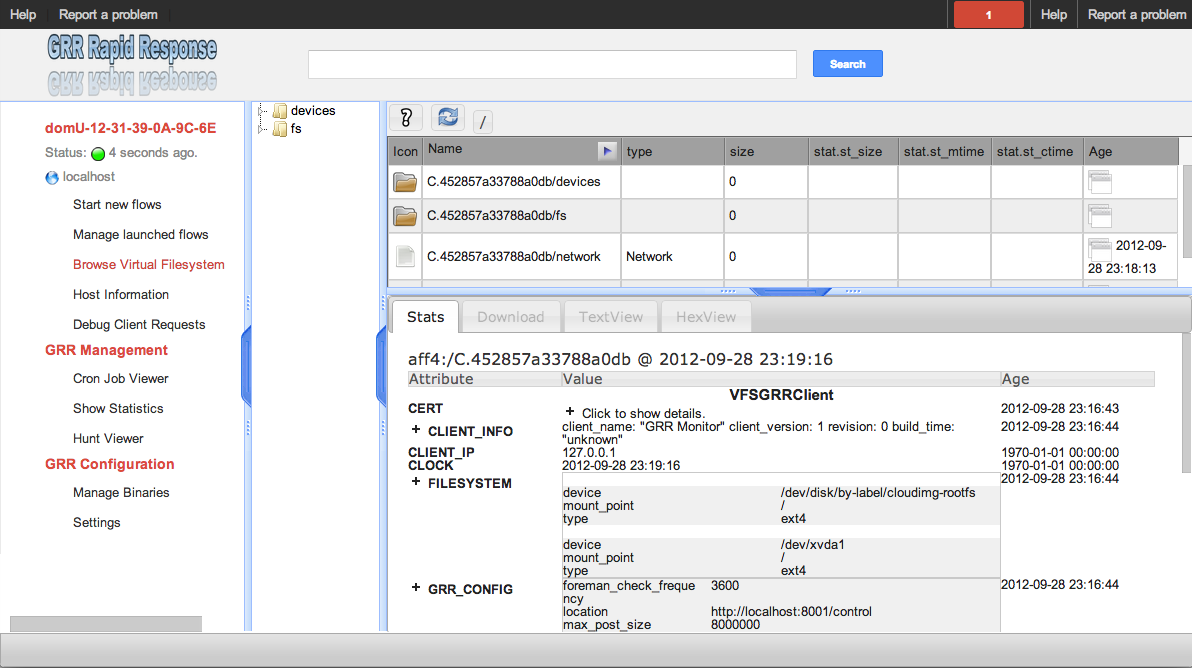 Help Report a problem 1 Help Report a problem
GRR Rapid Response
Search
domU-12-31-39-0A-9C-6E
Status: 4 seconds ago.
localhost
Start new flows
Manage launched flows
Browse Virtual Filesystem
Host Information
Debug Client Requests
GRR Management
Cron Job Viewer
Show Statistics
Hunt Viewer
GRR Configuration
Manage Binaries
Settings
devices
fs
? /
Icon Name type size stat.st_size stat.st_mtime stat.st_ctime Age
C.452857a33788a0db/devices 0
C.452857a33788a0db/fs 0
C.452857a33788a0db/network Network 0 2012-09-
28 23:18:13
Stats Download TextView HexView
aff4:/C.452857a33788a0db @ 2012-09-28 23:19:16
Attribute Value Age
VFSGRRClient
CERT + Click to show details. 2012-09-28 23:16:43
+ CLIENT_INFO client_name: "GRR Monitor" client_version: 1 revision: 0 build_time: 2012-09-28 23:16:44
"unknown"
CLIENT_IP 127.0.0.1 1970-01-01 00:00:00
CLOCK 2012-09-28 23:19:16 1970-01-01 00:00:00
+ FILESYSTEM 2012-09-28 23:16:44
device /dev/disk/by-label/cloudimg-rootfs
mount_point /
type ext4
device /dev/xvda1
mount_point /
type ext4
+ GRR_CONFIG foreman_check_freque 3600 2012-09-28 23:16:44
ncy
location http://localhost:8001/control
max_post_size 8000000